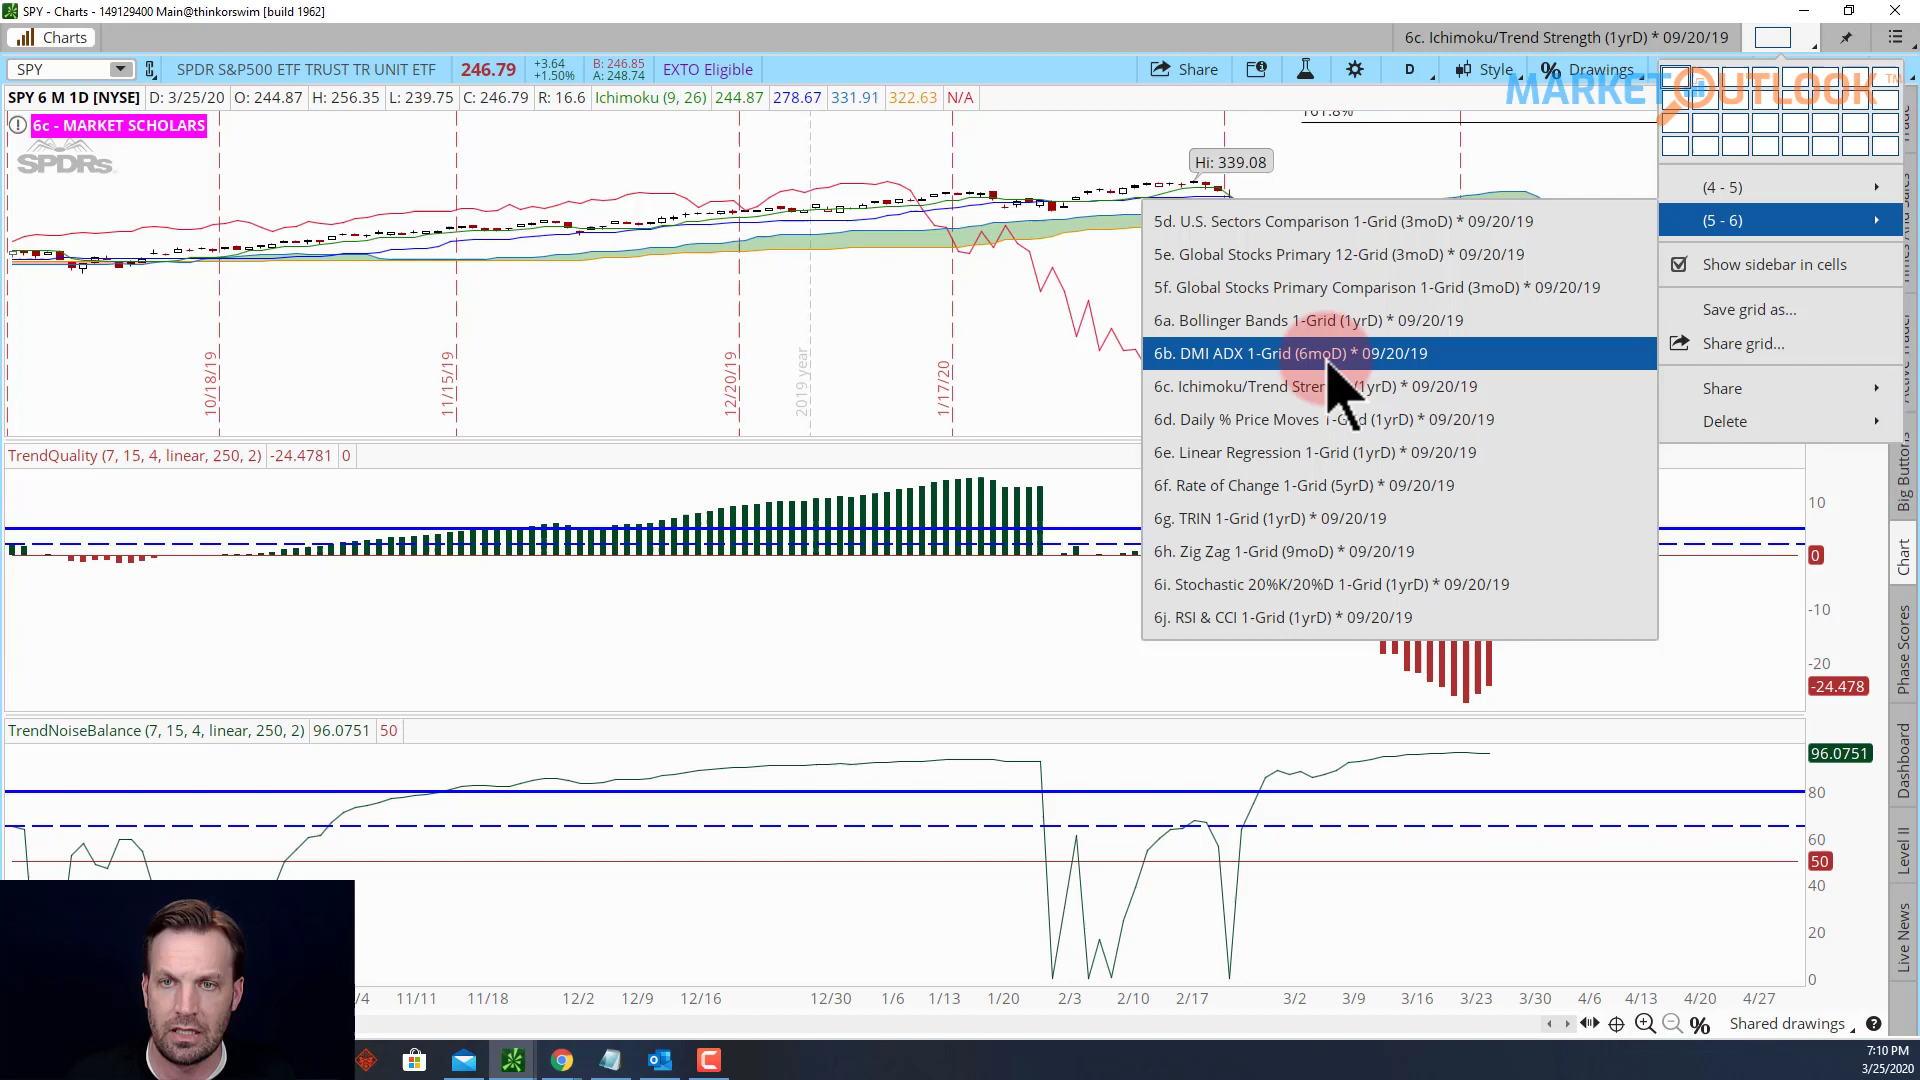 SPY - Charts - 149129400 Main@thinkorswim [build 1962]
Charts
6c. Ichimoku/Trend Strength (1yrD) * 09/20/19
SPY
SPDR S&P500 ETF TRUST TR UNIT ETF
246.79
+3.64
+1.50%
B: 246.85
A: 248.74
EXTO Eligible
Share
D
Style
Drawings
MARKET OUTLOOK TM
SPY 6 M 1D [NYSE]
D: 3/25/20
O: 244.87
H: 256.35
L: 239.75
C: 246.79
R: 16.6
Ichimoku (9, 26)
244.87
278.67
331.91
322.63
N/A
6c - MARKET SCHOLARS
SPDRs
161.8%
Hi: 339.08
10/18/19
11/15/19
12/20/19
2019 year
1/17/20
(4 - 5)
(5 - 6)
Show sidebar in cells
Save grid as...
Share grid...
Share
Delete
5d. U.S. Sectors Comparison 1-Grid (3moD) * 09/20/19
5e. Global Stocks Primary 12-Grid (3moD) * 09/20/19
5f. Global Stocks Primary Comparison 1-Grid (3moD) * 09/20/19
6a. Bollinger Bands 1-Grid (1yrD) * 09/20/19
6b. DMI ADX 1-Grid (6moD) * 09/20/19
6c. Ichimoku/Trend (1yrD) * 09/20/19
6d. Daily % Price Moves 1-Grid (1yrD) * 09/20/19
6e. Linear Regression 1-Grid (1yrD) * 09/20/19
6f. Rate of Change 1-Grid (5yrD) * 09/20/19
6g. TRIN 1-Grid (1yrD) * 09/20/19
6h. Zig Zag 1-Grid (9moD) * 09/20/19
6i. Stochastic 20%K/20%D 1-Grid (1yrD) * 09/20/19
6j. RSI & CCI 1-Grid (1yrD) * 09/20/19
TrendQuality (7, 15, 4, linear, 250, 2)
-24.4781
0
10
0
-10
-20
-24.478
TrendNoiseBalance (7, 15, 4, linear, 250, 2)
96.0751
50
96.0751
80
60
50
40
20
0
Big Buttons
Chart
Phase Scores
Dashboard
Level II
Live News
/4 11/11 11/18 12/2 12/9 12/16 12/30 1/6 1/13 1/20 2/3 2/10 2/17 3/2 3/9 3/16 3/23 3/30 4/6 4/13 4/20 4/27
Shared drawings
7:10 PM
3/25/2020